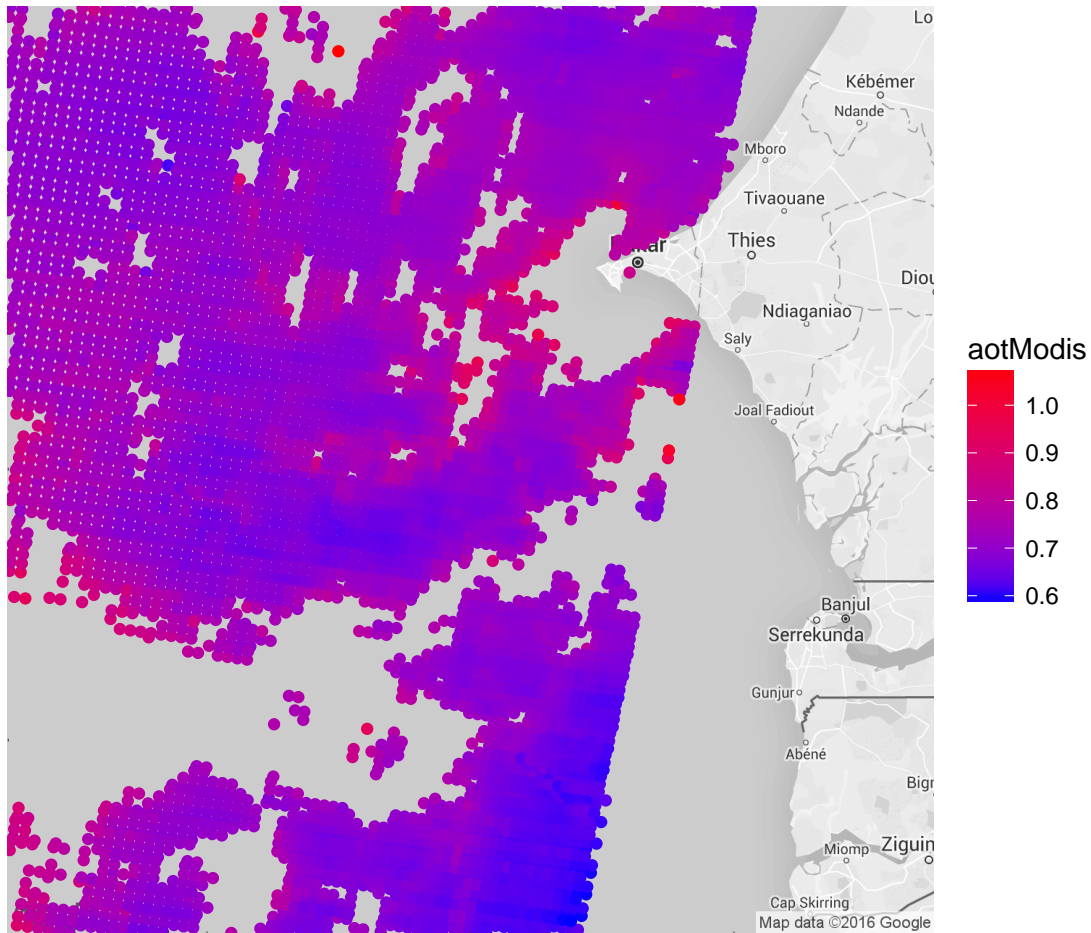 Lo
Kébémer
Ndande
Mboro
Tivaouane
Thies
kar
Diou
Ndiaganiao
Saly
Joal Fadiout
Banjul
Serrekunda
Gunjur
Abéné
Bign
Miomp
Ziguin
Cap Skirring
Map data ©2016 Google
aotModis
1.0
0.9
0.8
0.7
0.6